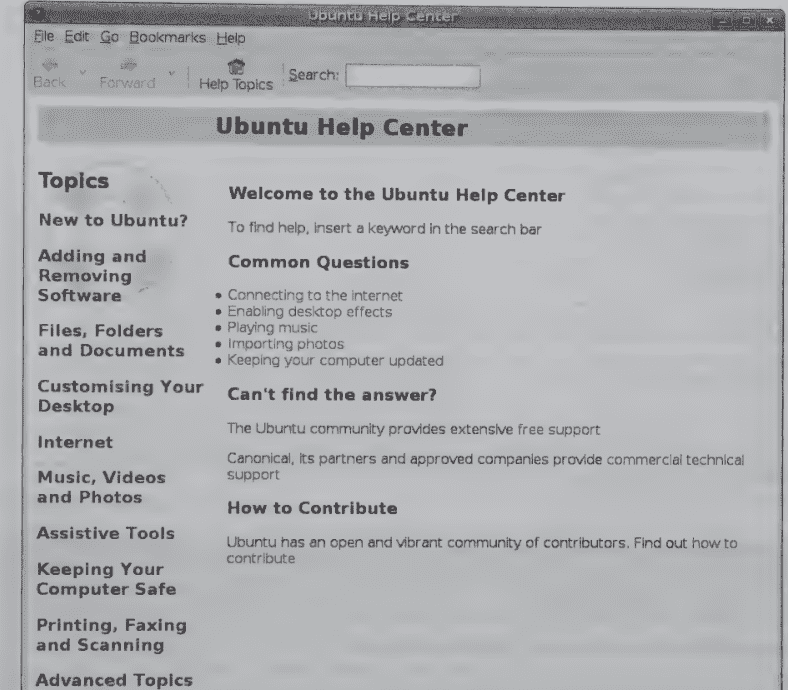 Ubuntu Help Center
File Edit Go Bookmarks Help
Back Forward Help Topics Search:
Ubuntu Help Center
Topics
New to Ubuntu?
Adding and
Removing
Software
Files, Folders
and Documents
Customising Your
Desktop
Internet
Music, Videos
and Photos
Assistive Tools
Keeping Your
Computer Safe
Printing, Faxing
and Scanning
Advanced Topics
Welcome to the Ubuntu Help Center
To find help, insert a keyword in the search bar
Common Questions
• Connecting to the internet
• Enabling desktop effects
• Playing music
• Importing photos
• Keeping your computer updated
Can't find the answer?
The Ubuntu community provides extensive free support
Canonical, its partners and approved companies provide commercial technical
support
How to Contribute
Ubuntu has an open and vibrant community of contributors. Find out how to
contribute